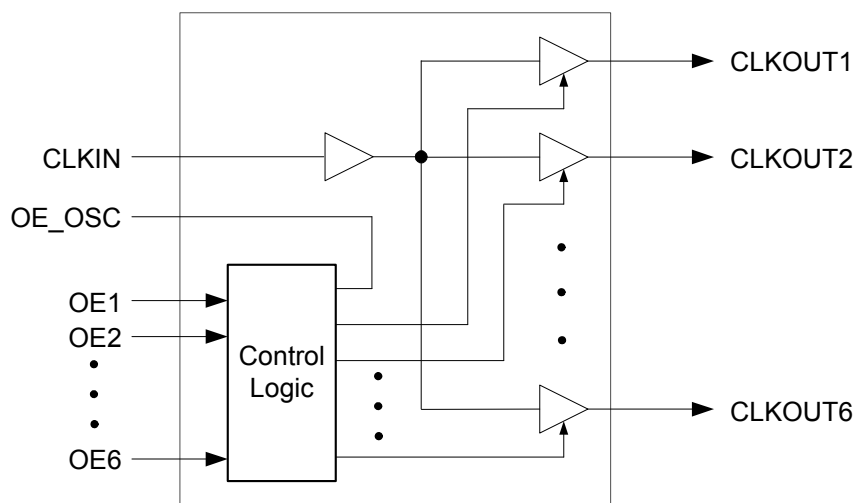 CLKOUT1
CLKIN
CLKOUT2
OE_OSC
OE1
OE2
Control
Logic
CLKOUT6
OE6